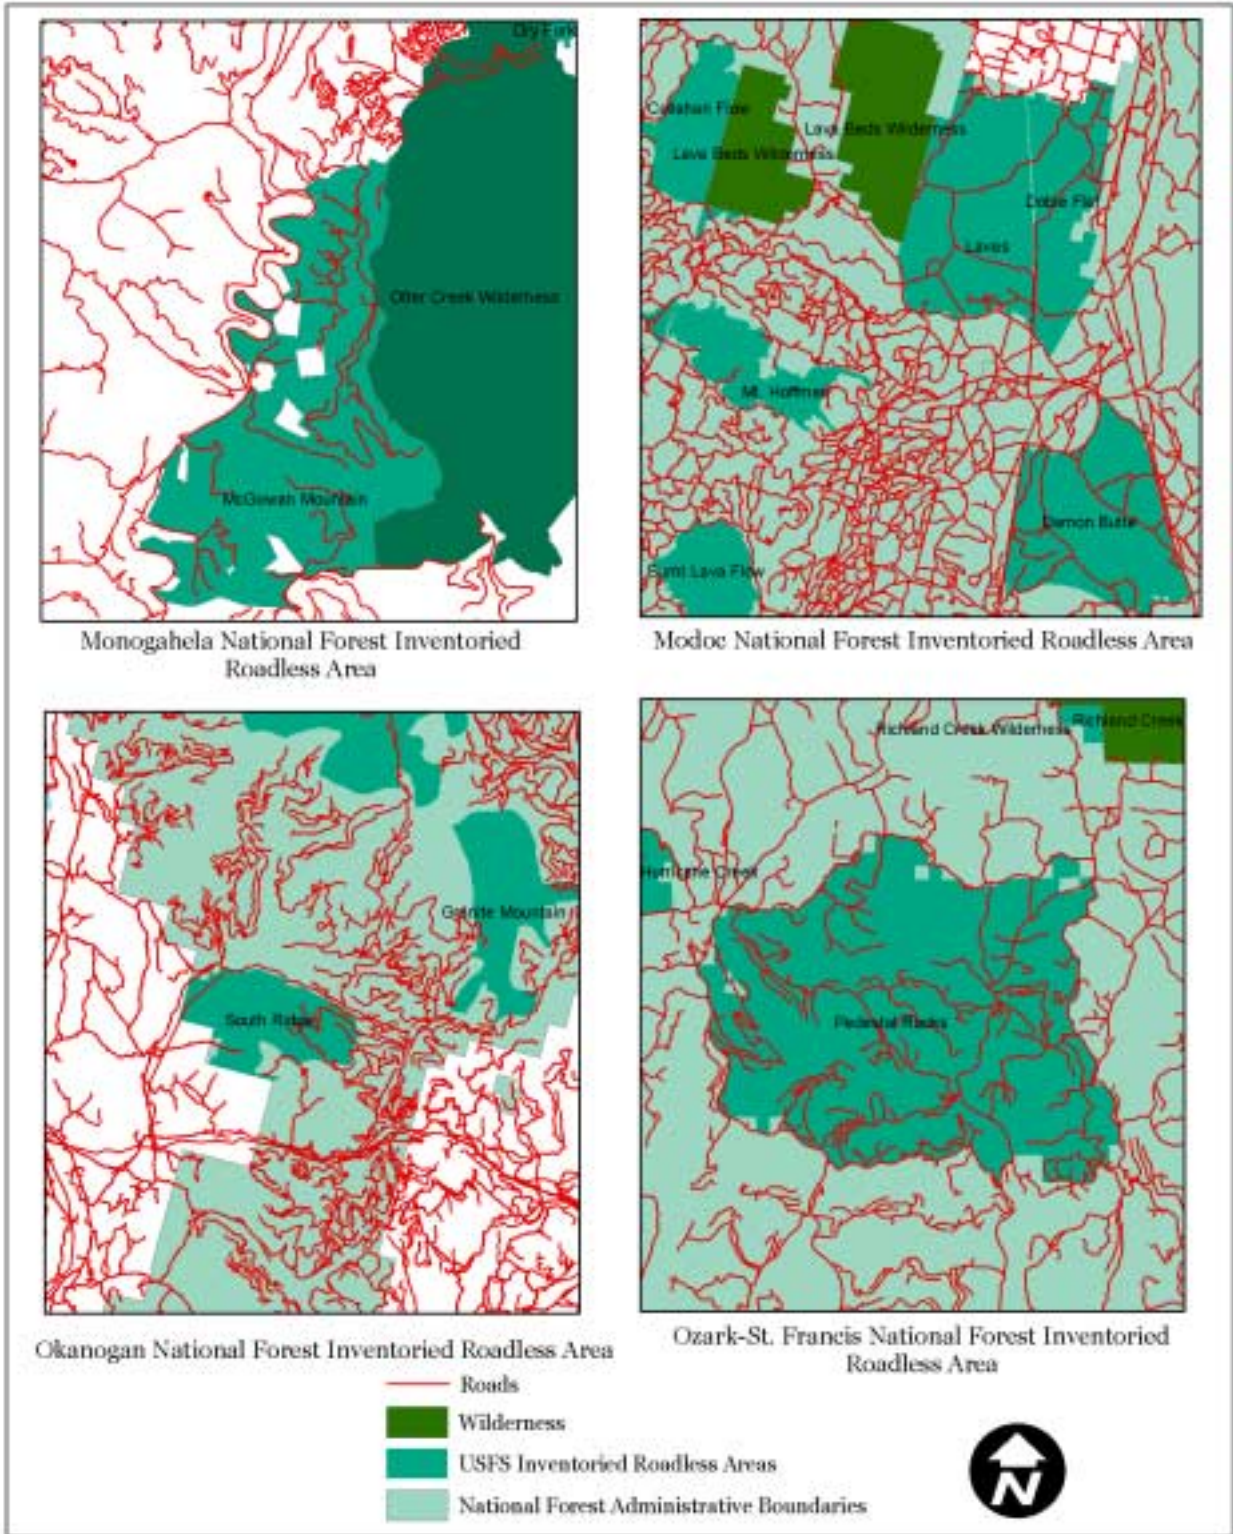 Dry Fork
Otter Creek Wilderness
McGowan Mountain
Monogahela National Forest Inventoried
Roadless Area
Callahan Flow
Lava Beds Wilderness
Lava Beds Wilderness
Doble Flat
Lavas
Mt. Hoffman
Damon Butte
Burnt Lava Flow
Modoc National Forest Inventoried Roadless Area
Granite Mountain
South Ridge
Okanogan National Forest Inventoried Roadless Area
Richland Creek
Richland Creek Wilderness
Hurricane Creek
Pedestal Rocks
Ozark-St. Francis National Forest Inventoried
Roadless Area
Roads
Wilderness
USFS Inventoried Roadless Areas
National Forest Administrative Boundaries
N